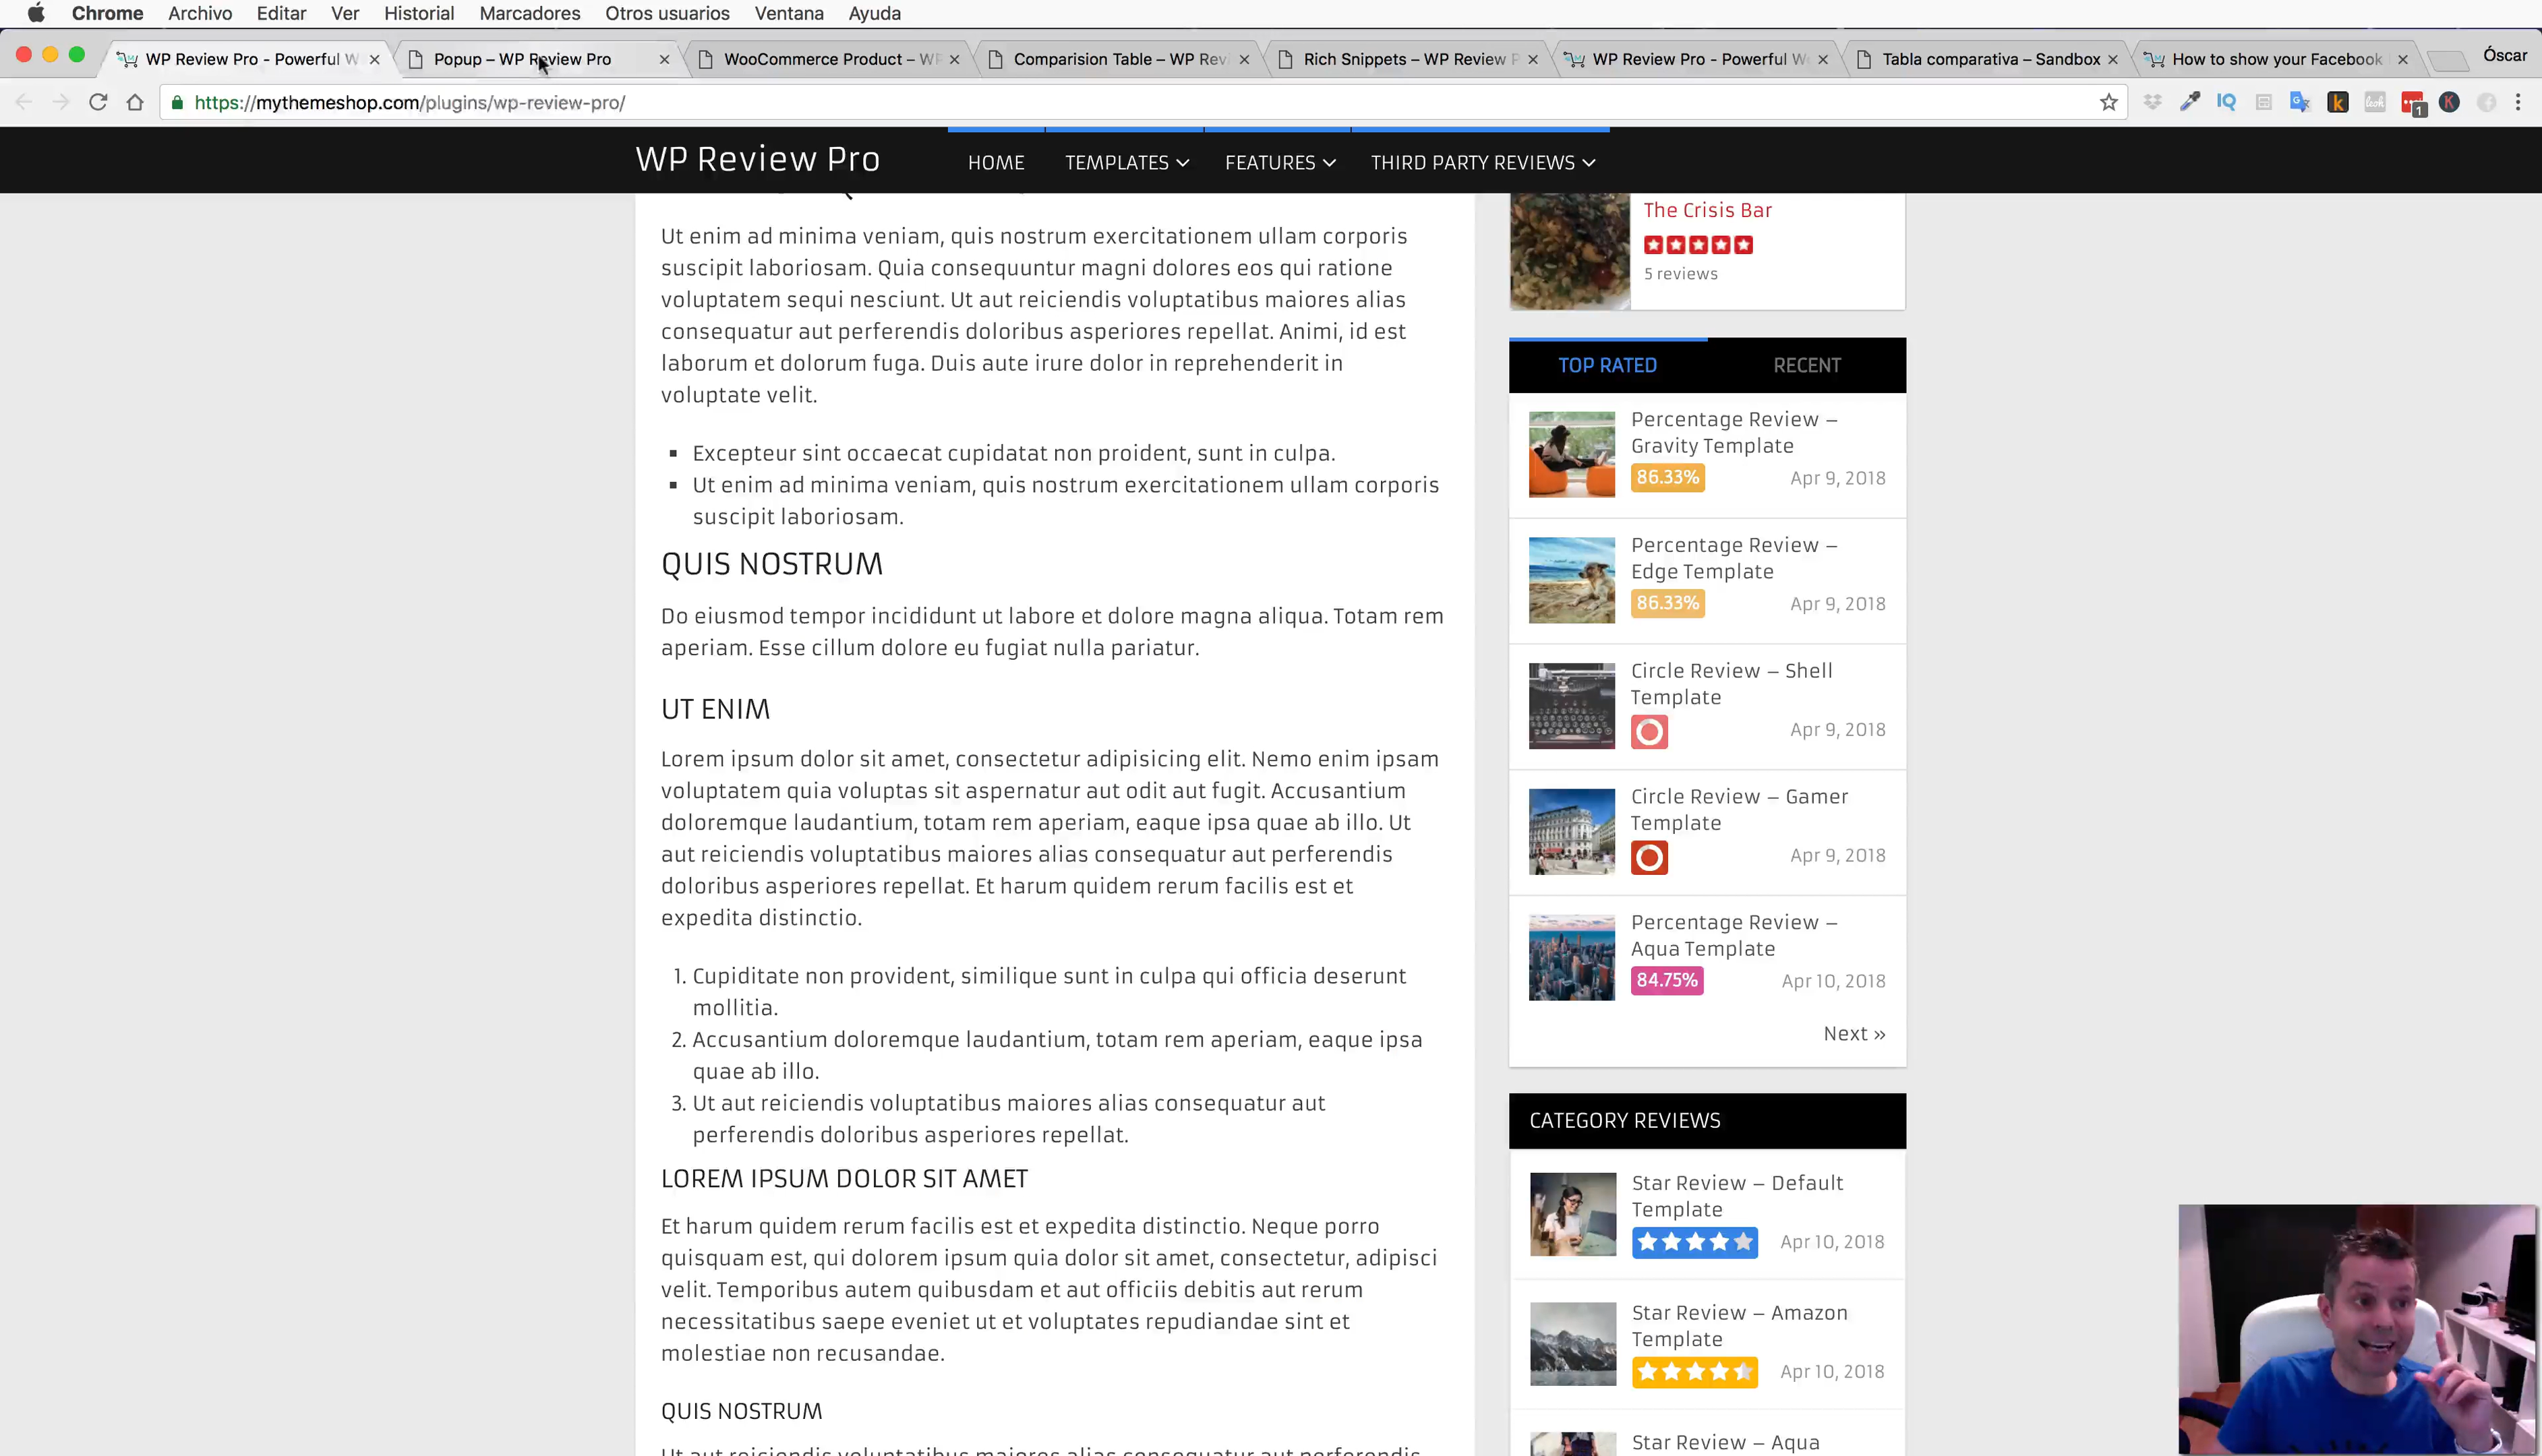 Chrome Archivo Editar Ver Historial Marcadores Otros usuarios Ventana Ayuda
WP Review Pro - Powerful W
Popup – WP Review Pro
WooCommerce Product – WP
Comparision Table – WP Rev
Rich Snippets – WP Review P
WP Review Pro - Powerful W
Tabla comparativa – Sandbox
How to show your Facebook
Óscar
https://mythemeshop.com/plugins/wp-review-pro/
WP Review Pro
HOME TEMPLATES FEATURES THIRD PARTY REVIEWS
Ut enim ad minima veniam, quis nostrum exercitationem ullam corporis
suscipit laboriosam. Quia consequuntur magni dolores eos qui ratione
voluptatem sequi nesciunt. Ut aut reiciendis voluptatibus maiores alias
consequatur aut perferendis doloribus asperiores repellat. Animi, id est
laborum et dolorum fuga. Duis aute irure dolor in reprehenderit in
voluptate velit.
▪ Excepteur sint occaecat cupidatat non proident, sunt in culpa.
▪ Ut enim ad minima veniam, quis nostrum exercitationem ullam corporis
suscipit laboriosam.
QUIS NOSTRUM
Do eiusmod tempor incididunt ut labore et dolore magna aliqua. Totam rem
aperiam. Esse cillum dolore eu fugiat nulla pariatur.
UT ENIM
Lorem ipsum dolor sit amet, consectetur adipisicing elit. Nemo enim ipsam
voluptatem quia voluptas sit aspernatur aut odit aut fugit. Accusantium
doloremque laudantium, totam rem aperiam, eaque ipsa quae ab illo. Ut
aut reiciendis voluptatibus maiores alias consequatur aut perferendis
doloribus asperiores repellat. Et harum quidem rerum facilis est et
expedita distinctio.
1. Cupiditate non provident, similique sunt in culpa qui officia deserunt
mollitia.
2. Accusantium doloremque laudantium, totam rem aperiam, eaque ipsa
quae ab illo.
3. Ut aut reiciendis voluptatibus maiores alias consequatur aut
perferendis doloribus asperiores repellat.
LOREM IPSUM DOLOR SIT AMET
Et harum quidem rerum facilis est et expedita distinctio. Neque porro
quisquam est, qui dolorem ipsum quia dolor sit amet, consectetur, adipisci
velit. Temporibus autem quibusdam et aut officiis debitis aut rerum
necessitatibus saepe eveniet ut et voluptates repudiandae sint et
molestiae non recusandae.
QUIS NOSTRUM
Ut aut reiciendis voluptatibus maiores alias consequatur aut perferendis
The Crisis Bar
5 reviews
TOP RATED RECENT
Percentage Review –
Gravity Template
86.33% Apr 9, 2018
Percentage Review –
Edge Template
86.33% Apr 9, 2018
Circle Review – Shell
Template
Apr 9, 2018
Circle Review – Gamer
Template
Apr 9, 2018
Percentage Review –
Aqua Template
84.75% Apr 10, 2018
Next »
CATEGORY REVIEWS
Star Review – Default
Template
Apr 10, 2018
Star Review – Amazon
Template
Apr 10, 2018
Star Review – Aqua